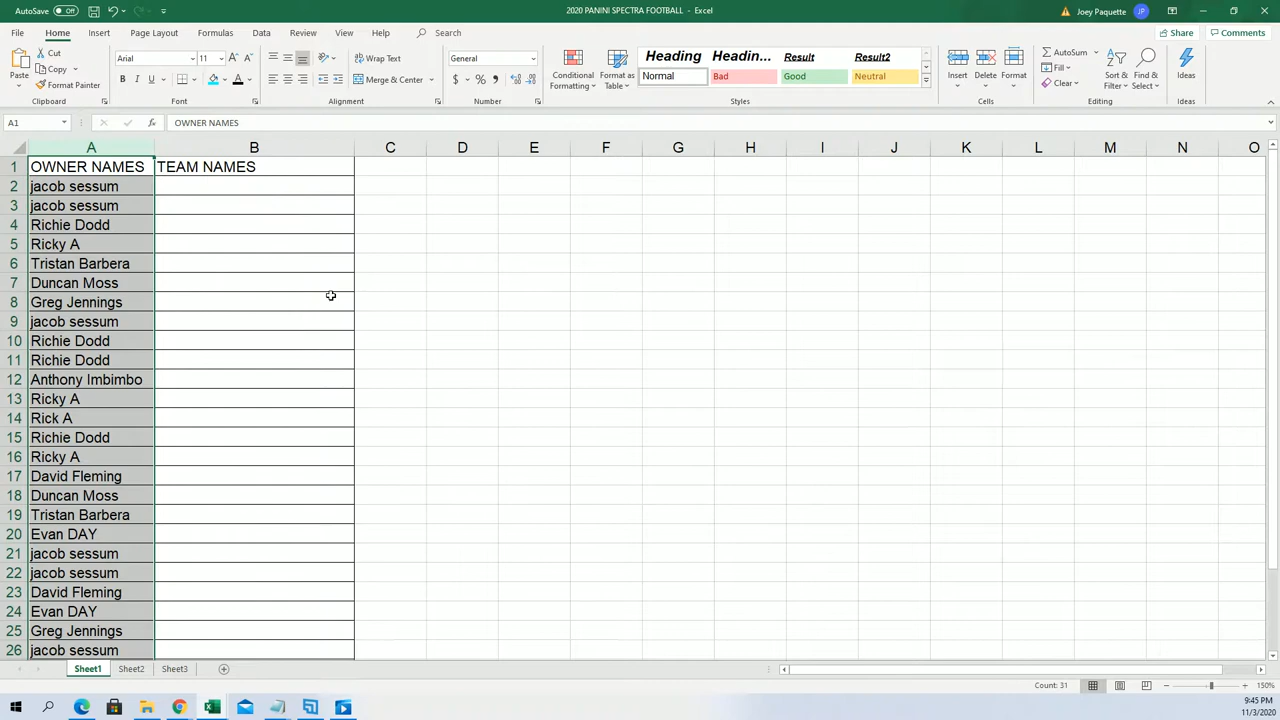 AutoSave Off 2020 PANINI SPECTRA FOOTBALL - Excel Joey Paquette JP
File Home Insert Page Layout Formulas Data Review View Help Search Share Comments
Paste Cut Copy Format Painter Clipboard
Arial 11 B I U Font
Wrap Text Merge & Center Alignment
General $ % Number
Conditional Formatting Format as Table
Heading Headin... Result Result2
Normal Bad Good Neutral
Styles
Insert Delete Format Cells
AutoSum Fill Clear Sort & Filter Find & Select Editing
Ideas Ideas
A1 fx OWNER NAMES
A B C D E F G H I J K L M N O
1 OWNER NAMES TEAM NAMES
2 jacob sessum
3 jacob sessum
4 Richie Dodd
5 Ricky A
6 Tristan Barbera
7 Duncan Moss
8 Greg Jennings
9 jacob sessum
10 Richie Dodd
11 Richie Dodd
12 Anthony Imbimbo
13 Ricky A
14 Rick A
15 Richie Dodd
16 Ricky A
17 David Fleming
18 Duncan Moss
19 Tristan Barbera
20 Evan DAY
21 jacob sessum
22 jacob sessum
23 David Fleming
24 Evan DAY
25 Greg Jennings
26 jacob sessum
Sheet1 Sheet2 Sheet3
Count: 31 150%
9:45 PM
11/3/2020